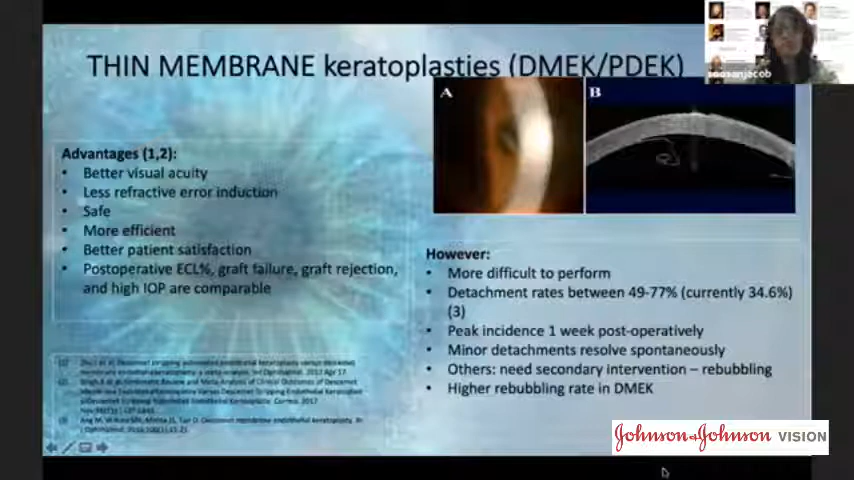 THIN MEMBRANE keratoplasties (DMEK/PDEK)
soosanjacob
A
B
Advantages (1,2):
• Better visual acuity
• Less refractive error induction
• Safe
• More efficient
• Better patient satisfaction
• Postoperative ECL%, graft failure, graft rejection,
and high IOP are comparable
However:
• More difficult to perform
• Detachment rates between 49-77% (currently 34.6%)
(3)
• Peak incidence 1 week post-operatively
• Minor detachments resolve spontaneously
• Others: need secondary intervention – rebubbling
• Higher rebubbling rate in DMEK
Johnson & Johnson VISION